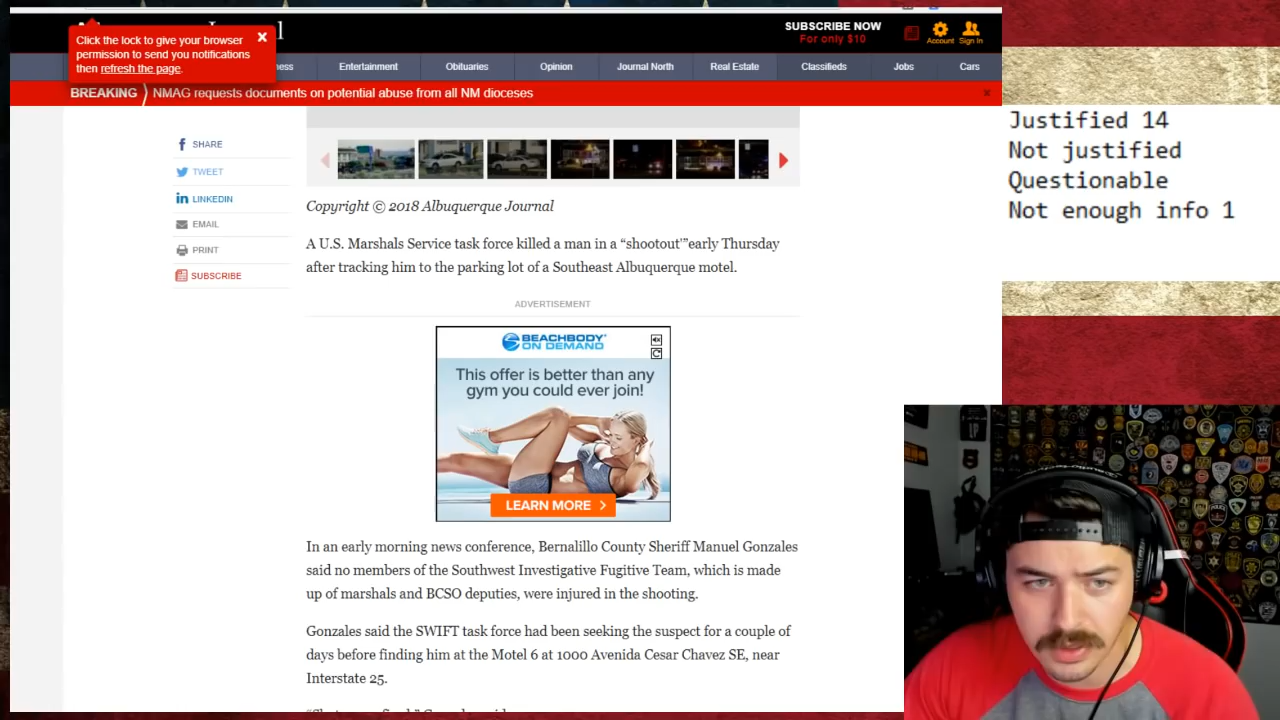 Click the lock to give your browser
permission to send you notifications
then refresh the page.
SUBSCRIBE NOW
For only $10
Account
Sign In
Entertainment
Obituaries
Opinion
Journal North
Real Estate
Classifieds
Jobs
Cars
BREAKING
NMAG requests documents on potential abuse from all NM dioceses
SHARE
TWEET
LINKEDIN
EMAIL
PRINT
SUBSCRIBE
Copyright © 2018 Albuquerque Journal
A U.S. Marshals Service task force killed a man in a “shootout’”early Thursday
after tracking him to the parking lot of a Southeast Albuquerque motel.
ADVERTISEMENT
BEACHBODY
ON DEMAND
This offer is better than any
gym you could ever join!
LEARN MORE >
In an early morning news conference, Bernalillo County Sheriff Manuel Gonzales
said no members of the Southwest Investigative Fugitive Team, which is made
up of marshals and BCSO deputies, were injured in the shooting.
Gonzales said the SWIFT task force had been seeking the suspect for a couple of
days before finding him at the Motel 6 at 1000 Avenida Cesar Chavez SE, near
Interstate 25.
Justified 14
Not justified
Questionable
Not enough info 1